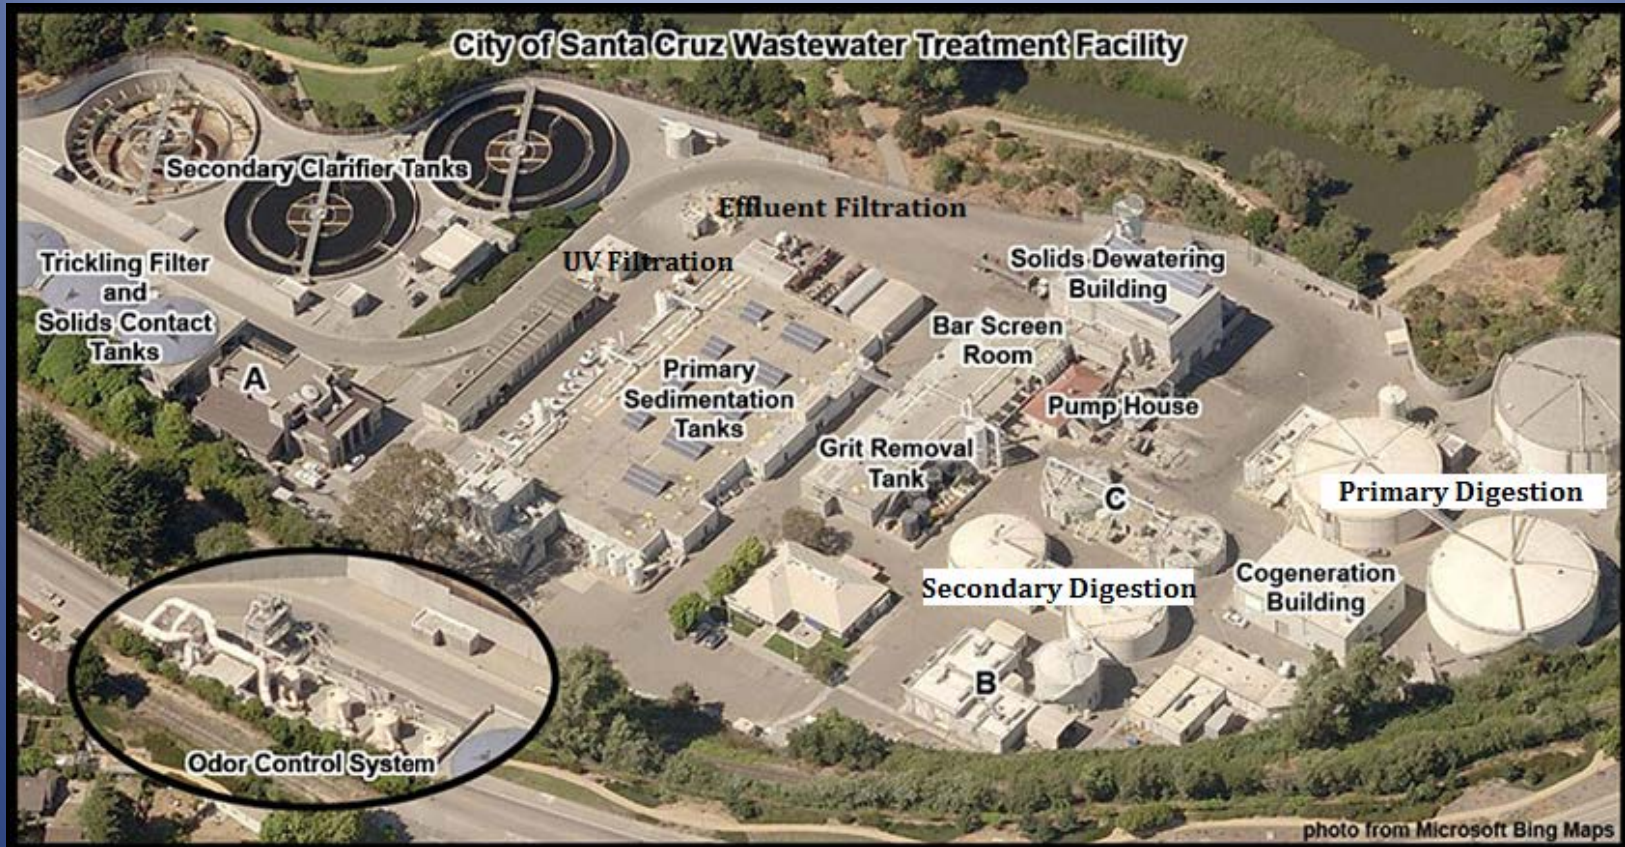 City of Santa Cruz Wastewater Treatment Facility
Secondary Clarifier Tanks
Effluent Filtration
UV Filtration
Trickling Filter
and
Solids Contact
Tanks
Solids Dewatering
Building
Bar Screen
Room
A
Primary
Sedimentation
Tanks
Pump House
Grit Removal
Tank
C
Primary Digestion
Secondary Digestion
Cogeneration
Building
B
Odor Control System
photo from Microsoft Bing Maps